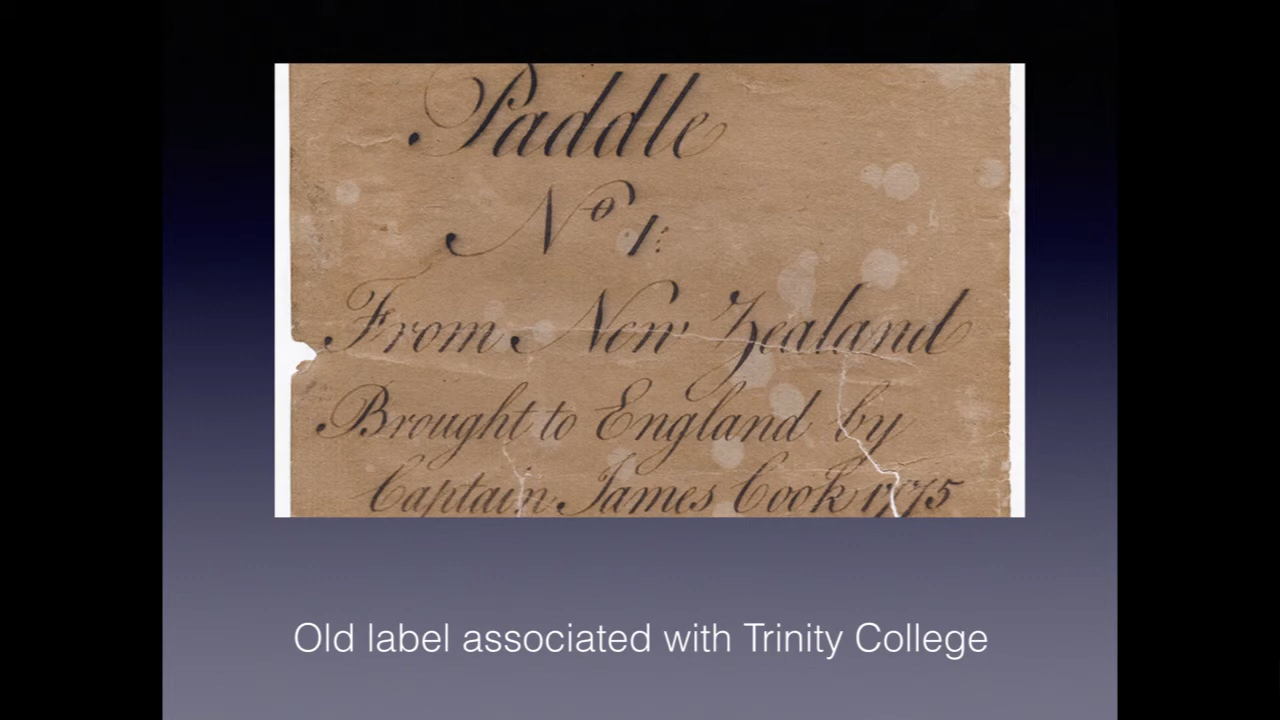 Paddle
Nº 1:
From New Zealand
Brought to England by
Captain James Cook 1775
Old label associated with Trinity College